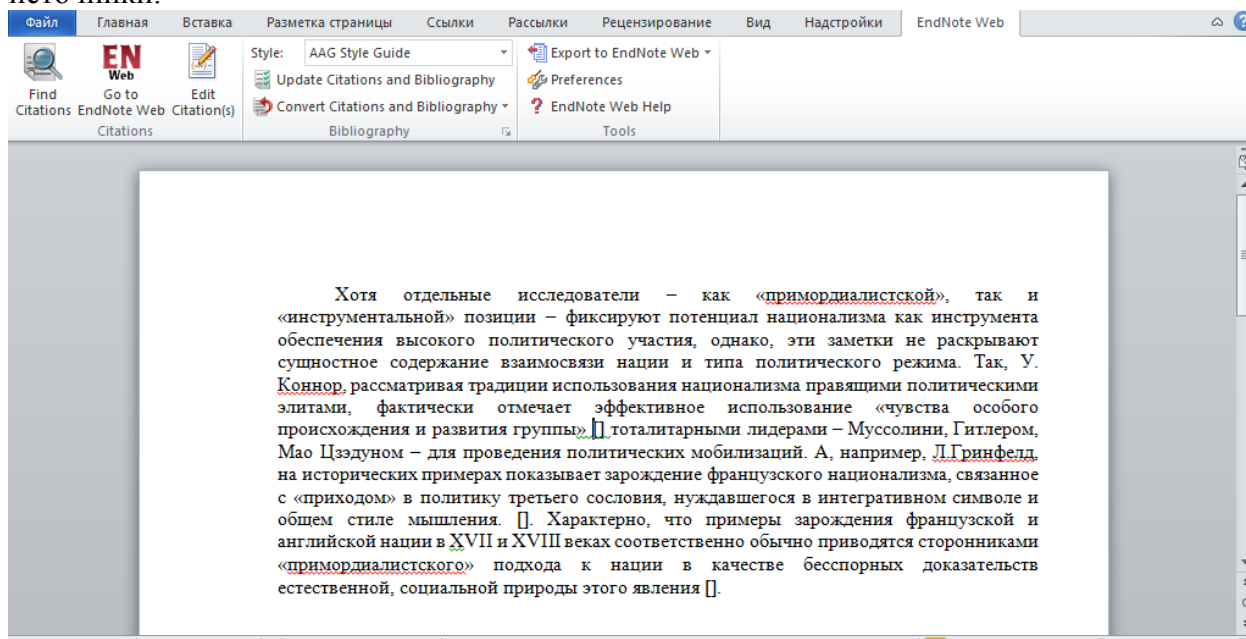 источники.
Файл Главная Вставка Разметка страницы Ссылки Рассылки Рецензирование Вид Надстройки EndNote Web
Find Citations
EN Web
Go to EndNote Web
Edit Citation(s)
Citations
Style: AAG Style Guide
Update Citations and Bibliography
Convert Citations and Bibliography
Bibliography
Export to EndNote Web
Preferences
? EndNote Web Help
Tools
Хотя отдельные исследователи – как «примордиалистской», так и
«инструментальной» позиции – фиксируют потенциал национализма как инструмента
обеспечения высокого политического участия, однако, эти заметки не раскрывают
сущностное содержание взаимосвязи нации и типа политического режима. Так, У.
Коннор, рассматривая традиции использования национализма правящими политическими
элитами, фактически отмечает эффективное использование «чувства особого
происхождения и развития группы» [] тоталитарными лидерами – Муссолини, Гитлером,
Мао Цзэдуном – для проведения политических мобилизаций. А, например, Л.Гринфелд,
на исторических примерах показывает зарождение французского национализма, связанное
с «приходом» в политику третьего сословия, нуждавшегося в интегративном символе и
общем стиле мышления. []. Характерно, что примеры зарождения французской и
английской нации в XVII и XVIII веках соответственно обычно приводятся сторонниками
«примордиалистского» подхода к нации в качестве бесспорных доказательств
естественной, социальной природы этого явления [].